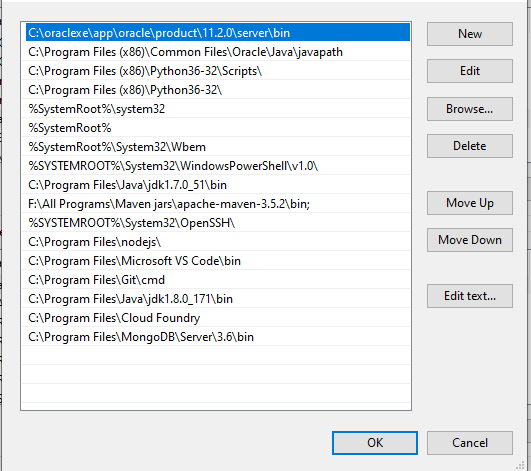 C:\oraclexe\app\oracle\product\11.2.0\server\bin
C:\Program Files (x86)\Common Files\Oracle\Java\javapath
C:\Program Files (x86)\Python36-32\Scripts\
C:\Program Files (x86)\Python36-32\
%SystemRoot%\system32
%SystemRoot%
%SystemRoot%\System32\Wbem
%SYSTEMROOT%\System32\WindowsPowerShell\v1.0\
C:\Program Files\Java\jdk1.7.0_51\bin
F:\All Programs\Maven jars\apache-maven-3.5.2\bin;
%SYSTEMROOT%\System32\OpenSSH\
C:\Program Files\nodejs\
C:\Program Files\Microsoft VS Code\bin
C:\Program Files\Git\cmd
C:\Program Files\Java\jdk1.8.0_171\bin
C:\Program Files\Cloud Foundry
C:\Program Files\MongoDB\Server\3.6\bin
New
Edit
Browse...
Delete
Move Up
Move Down
Edit text...
OK
Cancel